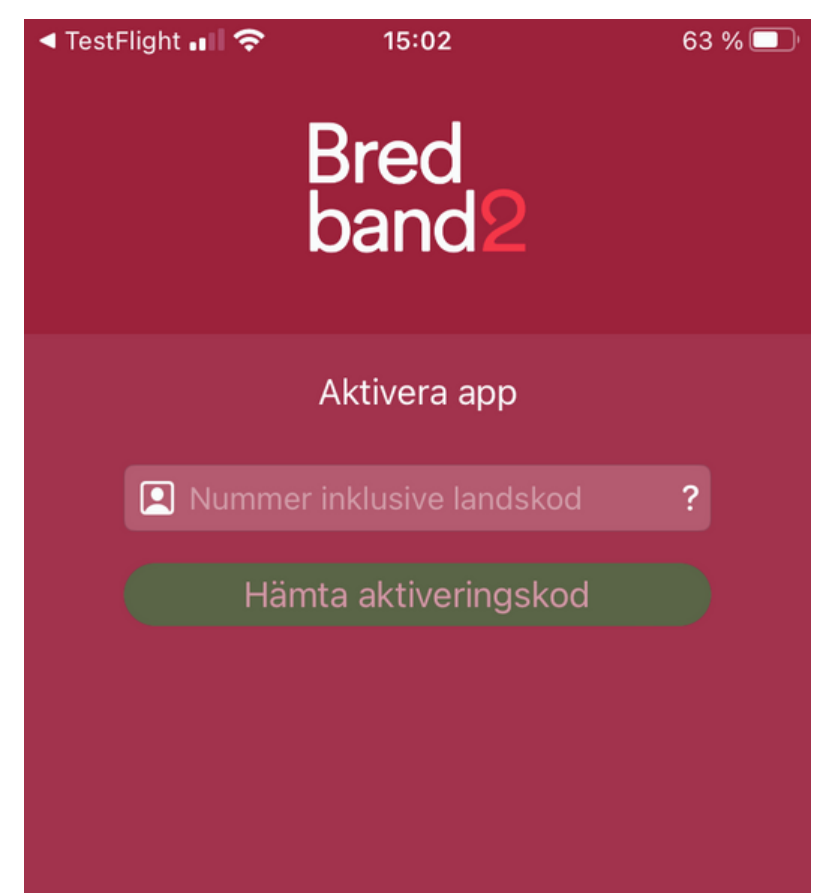 ◀ TestFlight 15:02 63 %
Bred
band2
Aktivera app
Nummer inklusive landskod ?
Hämta aktiveringskod